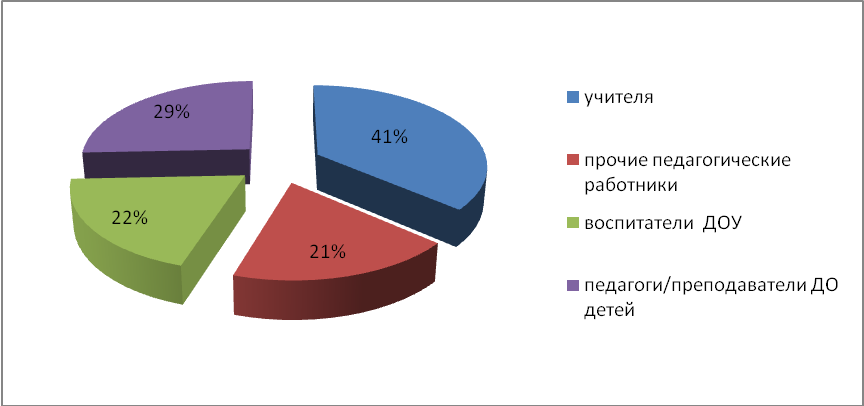 29%
41%
22%
21%
учителя
прочие педагогические
работники
воспитатели ДОУ
педагоги/преподаватели ДО
детей